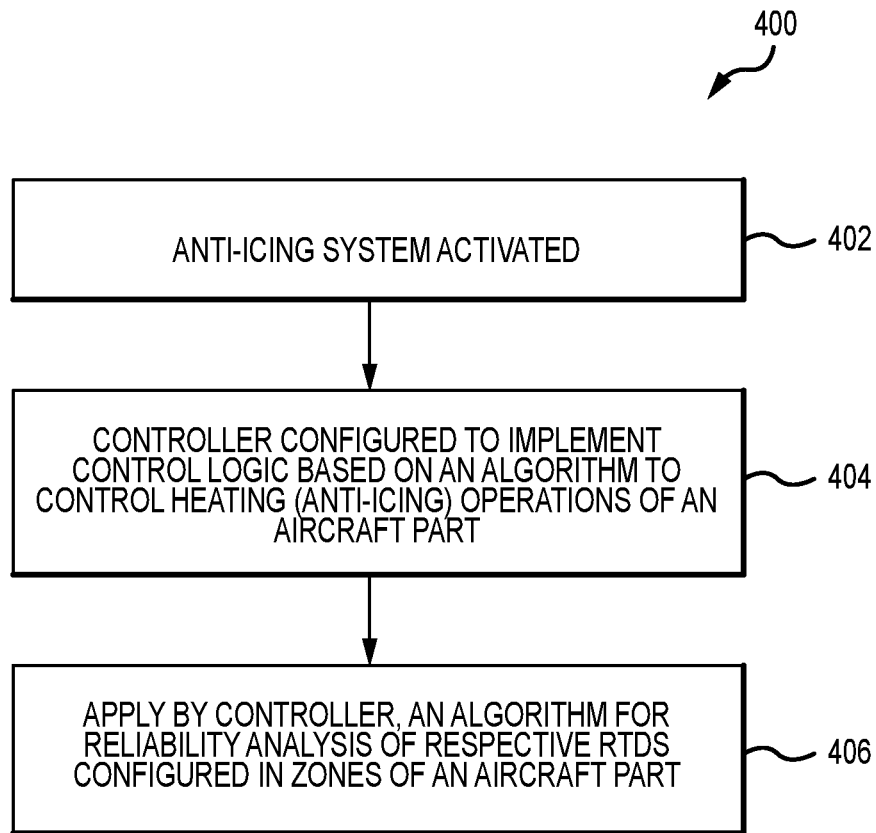 400
ANTI-ICING SYSTEM ACTIVATED
402
CONTROLLER CONFIGURED TO IMPLEMENT
CONTROL LOGIC BASED ON AN ALGORITHM TO
CONTROL HEATING (ANTI-ICING) OPERATIONS OF AN
AIRCRAFT PART
404
APPLY BY CONTROLLER, AN ALGORITHM FOR
RELIABILITY ANALYSIS OF RESPECTIVE RTDS
CONFIGURED IN ZONES OF AN AIRCRAFT PART
406